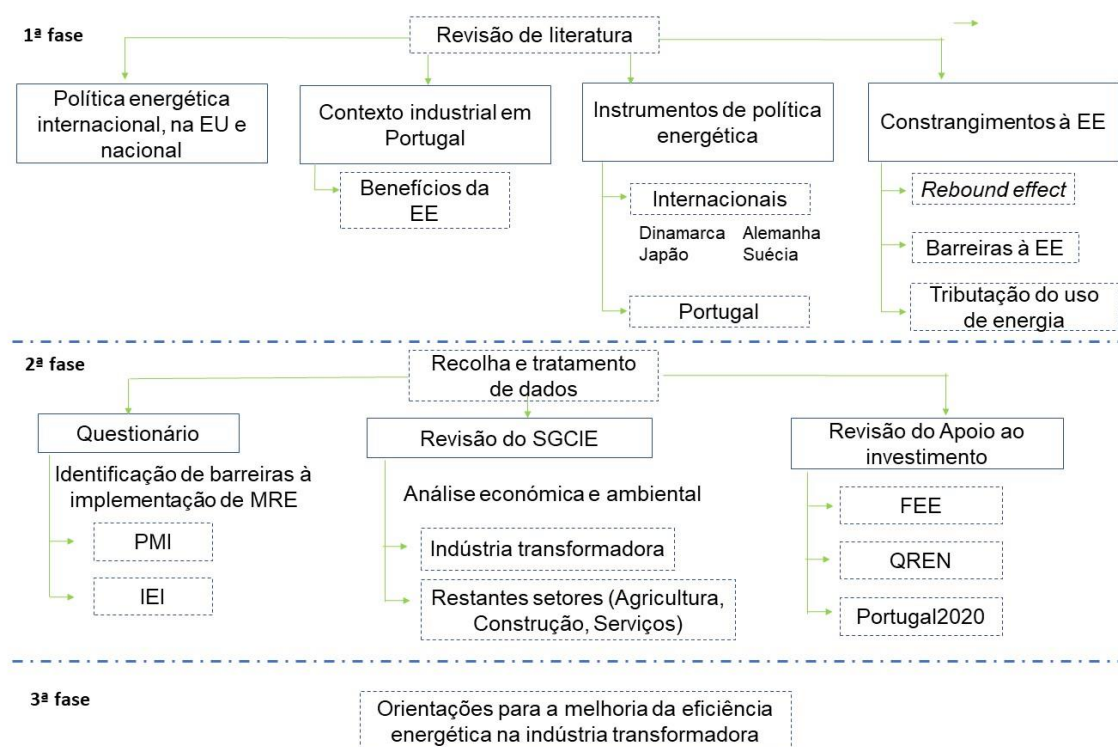 1ª fase
Revisão de literatura
Política energética
internacional, na EU e
nacional
Contexto industrial em
Portugal
Benefícios da
EE
Instrumentos de política
energética
Internacionais
Dinamarca Alemanha
Japão Suécia
Portugal
Constrangimentos à EE
Rebound effect
Barreiras à EE
Tributação do uso
de energia
2ª fase
Recolha e tratamento
de dados
Questionário
Identificação de barreiras à
implementação de MRE
PMI
IEI
Revisão do SGCIE
Análise económica e ambiental
Indústria transformadora
Restantes setores (Agricultura,
Construção, Serviços)
Revisão do Apoio ao
investimento
FEE
QREN
Portugal2020
3ª fase
Orientações para a melhoria da eficiência
energética na indústria transformadora